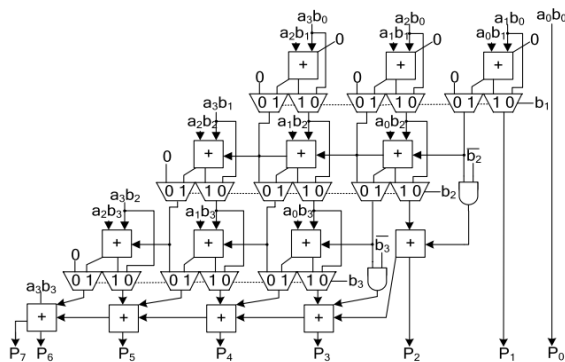 a₃b₀ a₂b₀ a₁b₀ a₀b₀
a₂b₁ 0 a₁b₁ 0 a₀b₁ 0
+ + +
0
0 1 1 0 0 1 1 0 0 1 1 0 b₁
a₃b₁
a₂b₂ a₁b₂ a₀b₂
+ + + b̅₂
0
0 1 1 0 0 1 1 0 0 1 1 0 b₂
a₃b₂
a₂b₃ a₁b₃ a₀b₃
+ + + b̅₃ +
0
0 1 1 0 0 1 1 0 0 1 1 0 b₃
a₃b₃
+ + + +
P₇ P₆ P₅ P₄ P₃ P₂ P₁ P₀